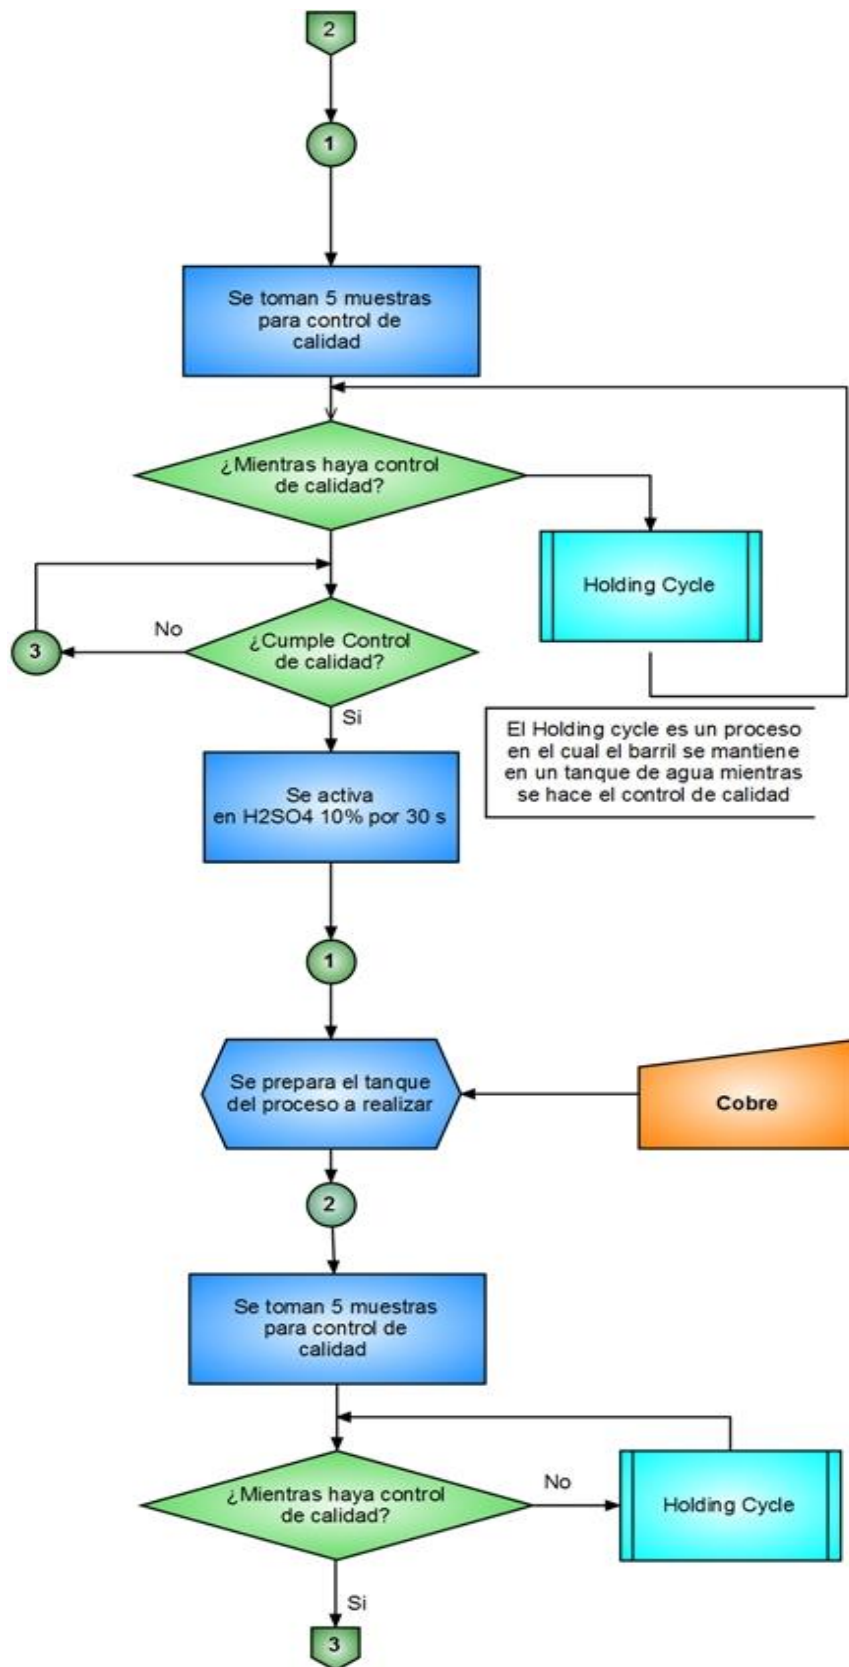 2
1
Se toman 5 muestras
para control de
calidad
¿Mientras haya control
de calidad?
Holding Cycle
No
3
¿Cumple Control
de calidad?
Si
El Holding cycle es un proceso
en el cual el barril se mantiene
en un tanque de agua mientras
se hace el control de calidad
Se activa
en H2SO4 10% por 30 s
1
Se prepara el tanque
del proceso a realizar
Cobre
2
Se toman 5 muestras
para control de
calidad
¿Mientras haya control
de calidad?
No
Holding Cycle
Si
3